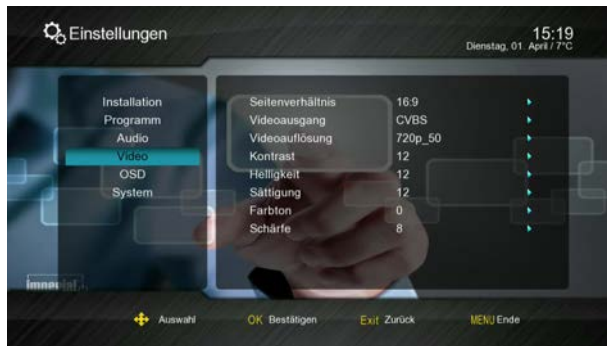 Einstellungen
15:19
Dienstag, 01. April / 7°C
Installation
Programm
Audio
Video
OSD
System
Seitenverhältnis 16:9
Videoausgang CVBS
Videoauflösung 720p_50
Kontrast 12
Helligkeit 12
Sättigung 12
Farbton 0
Schärfe 8
imperial
Auswahl OK Bestätigen Exit Zurück MENU Ende